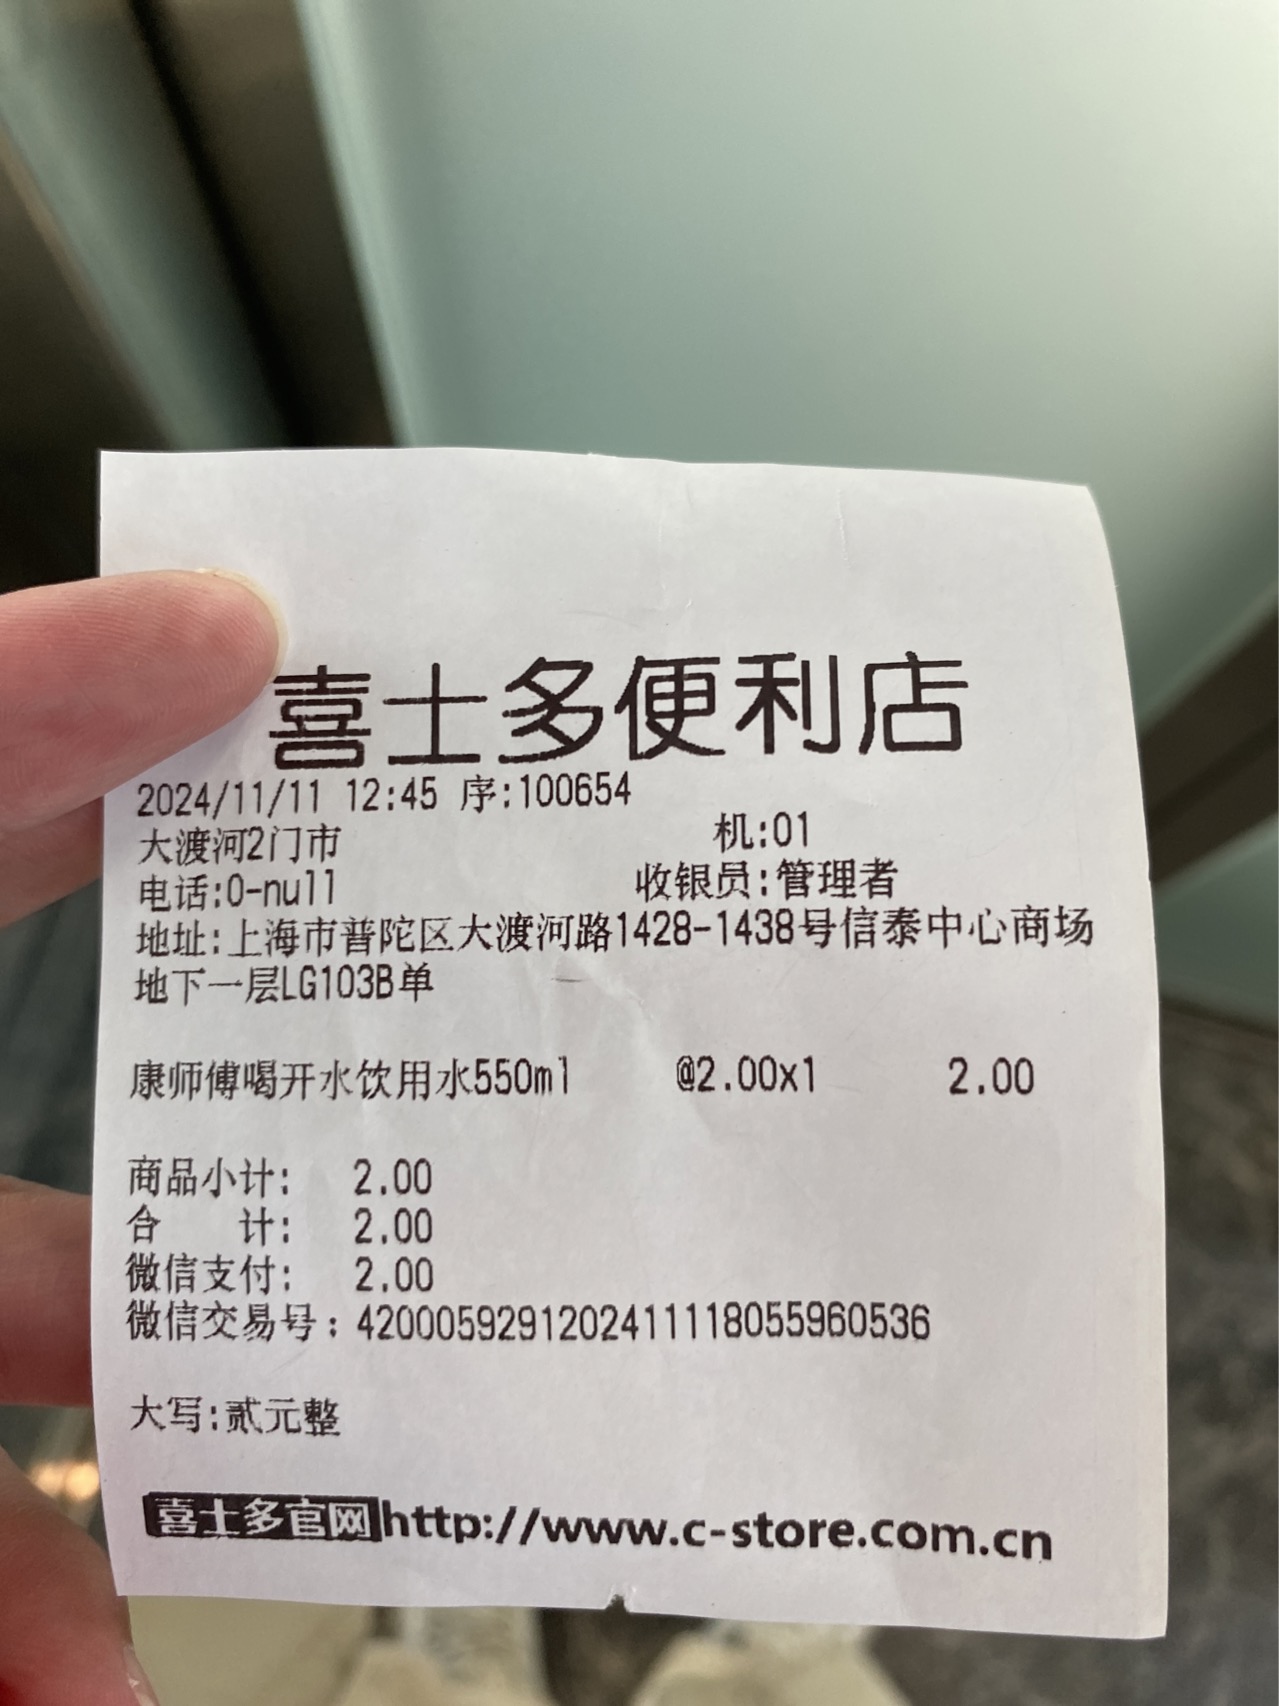 喜士多便利店
2024/11/11 12:45 序:100654
大渡河2门市 机:01
电话:0-null 收银员:管理者
地址:上海市普陀区大渡河路1428-1438号信泰中心商场
地下一层LG103B单
康师傅喝开水饮用水550ml @2.00x1 2.00
商品小计: 2.00
合 计: 2.00
微信支付: 2.00
微信交易号:4200059291202411118055960536
大写:贰元整
喜士多官网http://www.c-store.com.cn